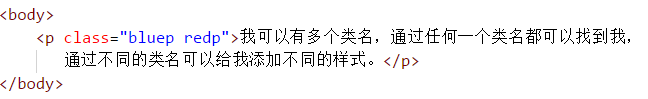 <body>
<p class="bluep redp">我可以有多个类名，通过任何一个类名都可以找到我，
通过不同的类名可以给我添加不同的样式。</p>
</body>